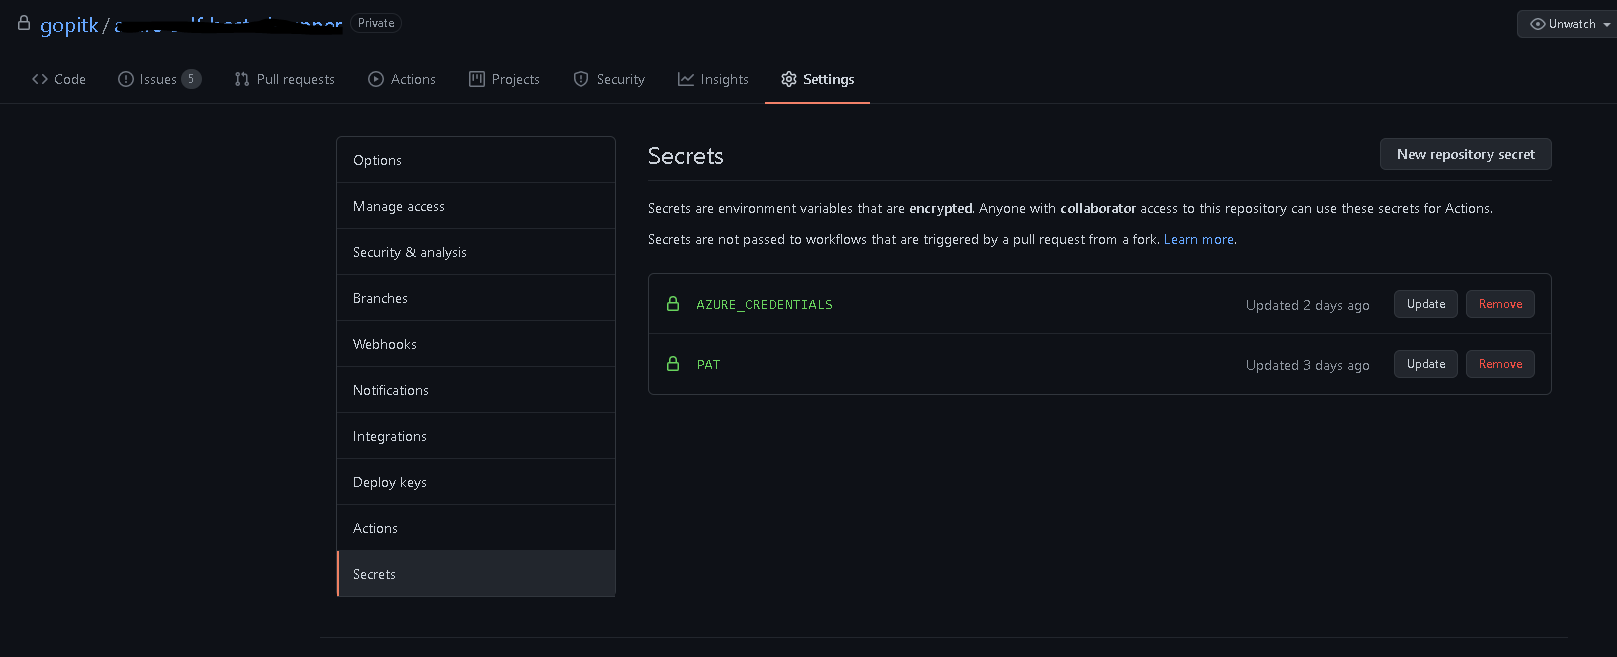 gopitk/
Private
Unwatch
Code
Issues 5
Pull requests
Actions
Projects
Security
Insights
Settings
Options
Manage access
Security & analysis
Branches
Webhooks
Notifications
Integrations
Deploy keys
Actions
Secrets
Secrets
New repository secret
Secrets are environment variables that are encrypted. Anyone with collaborator access to this repository can use these secrets for Actions.
Secrets are not passed to workflows that are triggered by a pull request from a fork. Learn more.
AZURE_CREDENTIALS Updated 2 days ago Update Remove
PAT Updated 3 days ago Update Remove